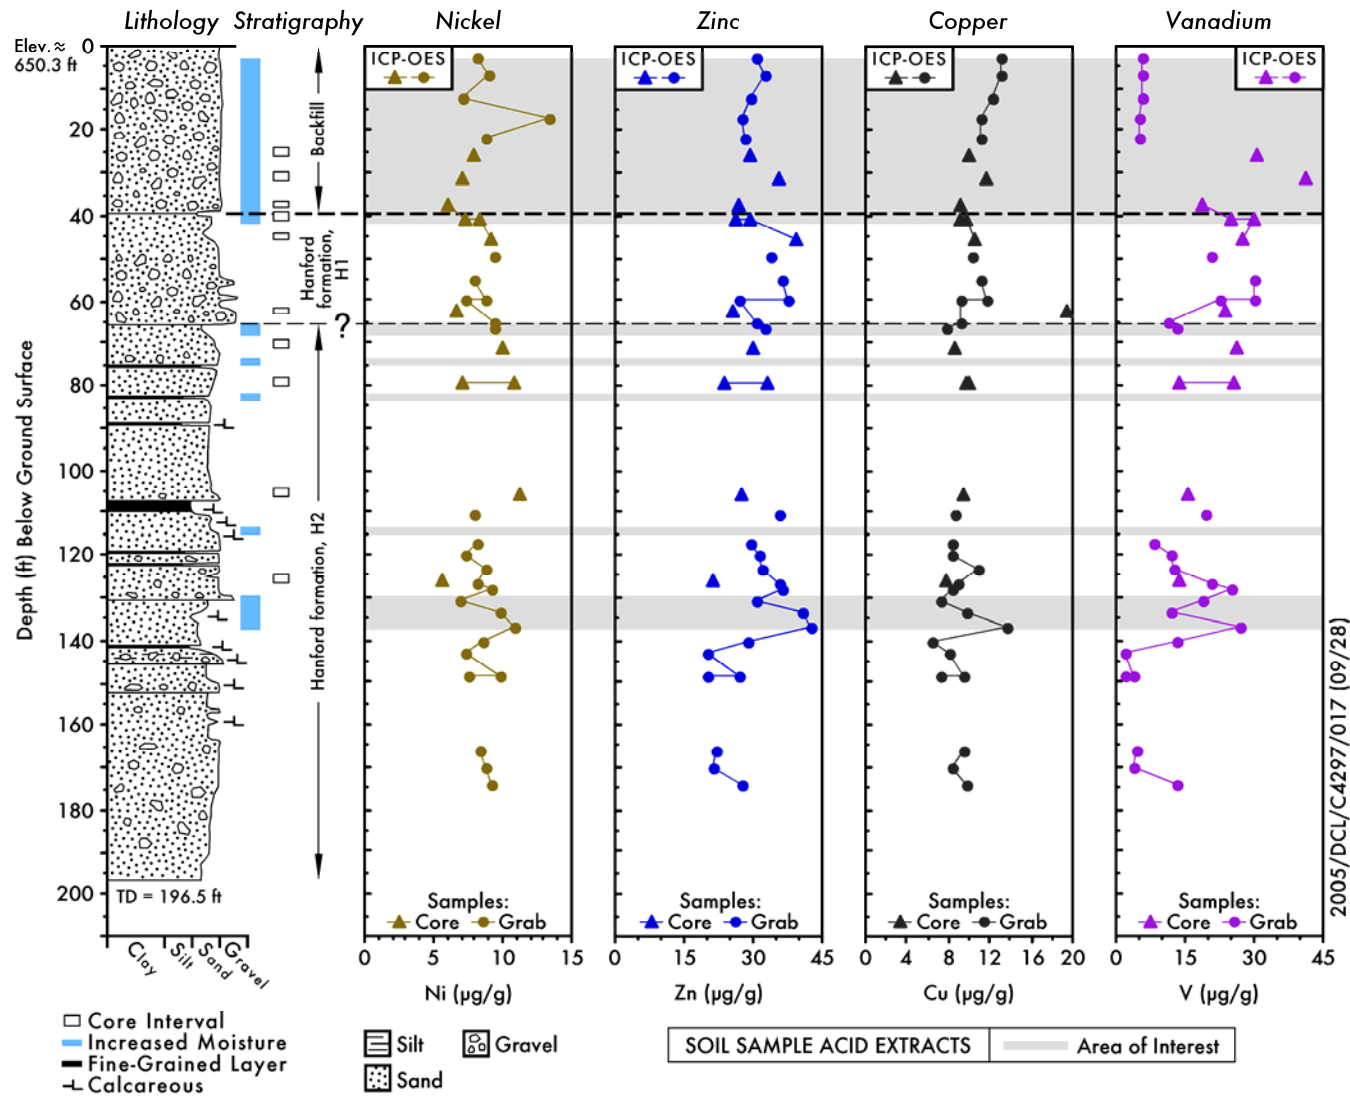 Lithology Stratigraphy Nickel Zinc Copper Vanadium
Elev. ≈
650.3 ft
0
20
40
60
80
100
120
140
160
180
200
Depth (ft) Below Ground Surface
Backfill
Hanford
formation,
H1
?
Hanford formation, H2
TD = 196.5 ft
Clay
Silt
Sand
Gravel
ICP-OES
ICP-OES
ICP-OES
ICP-OES
Samples:
Core Grab
Samples:
Core Grab
Samples:
Core Grab
Samples:
Core Grab
0 5 10 15
Ni (µg/g)
0 15 30 45
Zn (µg/g)
0 4 8 12 16 20
Cu (µg/g)
0 15 30 45
V (µg/g)
2005/DCL/C4297/017 (09/28)
Core Interval
Increased Moisture
Fine-Grained Layer
Calcareous
Silt Gravel
Sand
SOIL SAMPLE ACID EXTRACTS Area of Interest